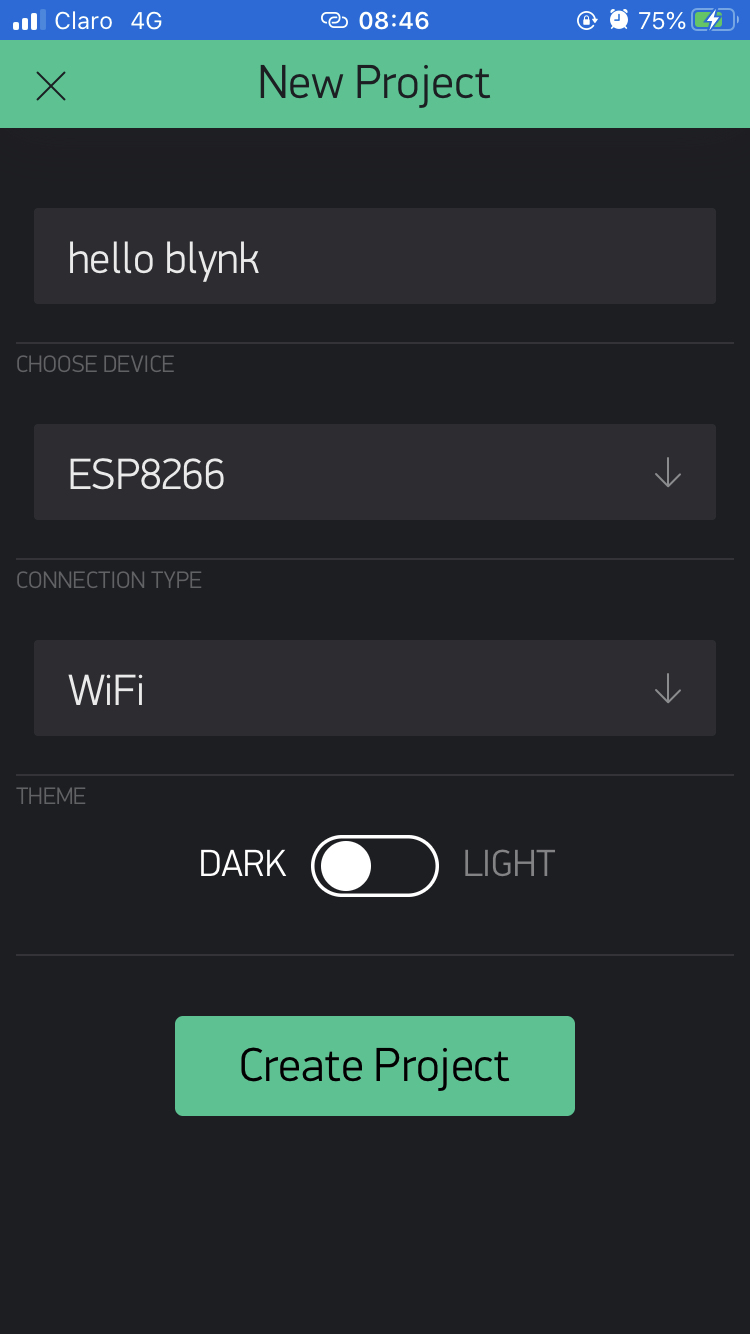 Claro 4G 08:46 75%
New Project
hello blynk
CHOOSE DEVICE
ESP8266
CONNECTION TYPE
WiFi
THEME
DARK LIGHT
Create Project